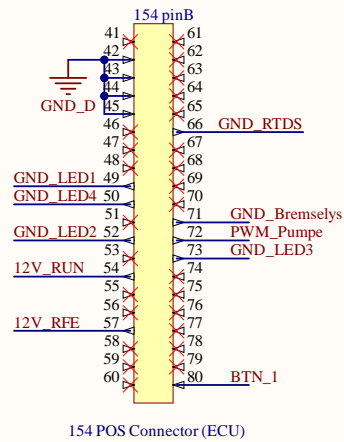 154 pinB
41 61
42 62
43 63
44 64
GND_D 45 65
46 66 GND_RTDS
47 67
48 68
GND_LED1 49 69
GND_LED4 50 70
51 71 GND_Bremselys
GND_LED2 52 72 PWM_Pumpe
53 73 GND_LED3
12V_RUN 54 74
55 75
56 76
12V_RFE 57 77
58 78
59 79
60 80 BTN_1
154 POS Connector (ECU)